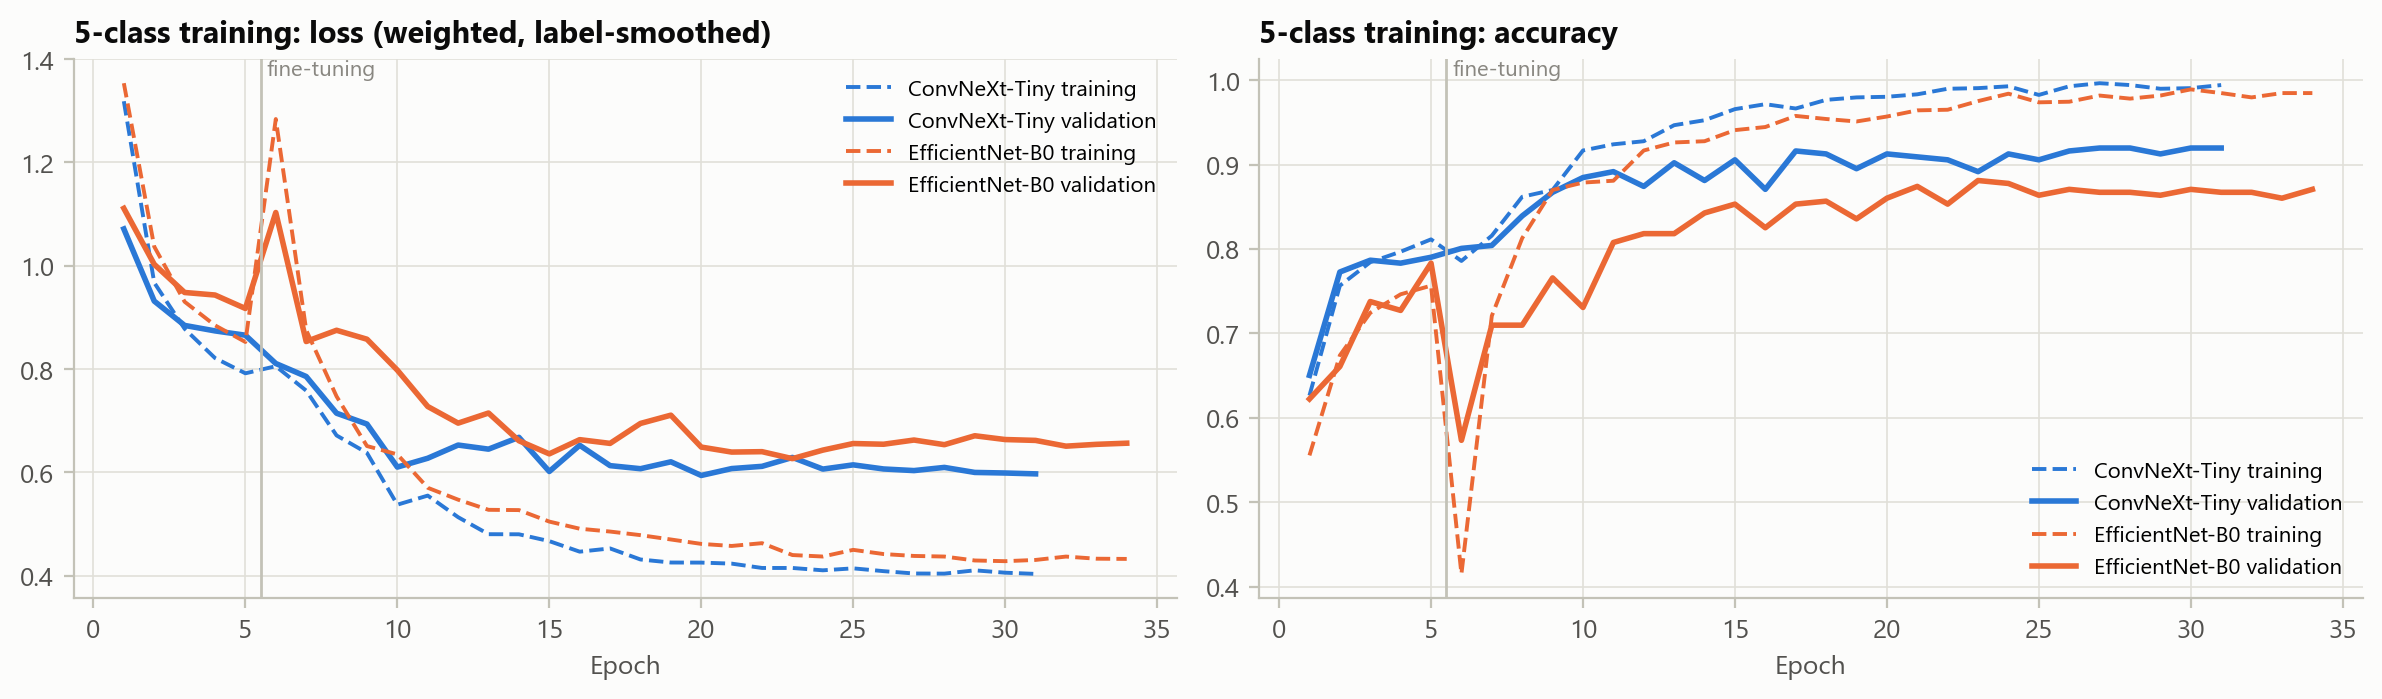 5-class training: loss (weighted, label-smoothed)
fine-tuning
1.4
1.2
1.0
0.8
0.6
0.4
ConvNeXt-Tiny training
ConvNeXt-Tiny validation
EfficientNet-B0 training
EfficientNet-B0 validation
0 5 10 15 20 25 30 35
Epoch
5-class training: accuracy
fine-tuning
1.0
0.9
0.8
0.7
0.6
0.5
0.4
ConvNeXt-Tiny training
ConvNeXt-Tiny validation
EfficientNet-B0 training
EfficientNet-B0 validation
0 5 10 15 20 25 30 35
Epoch